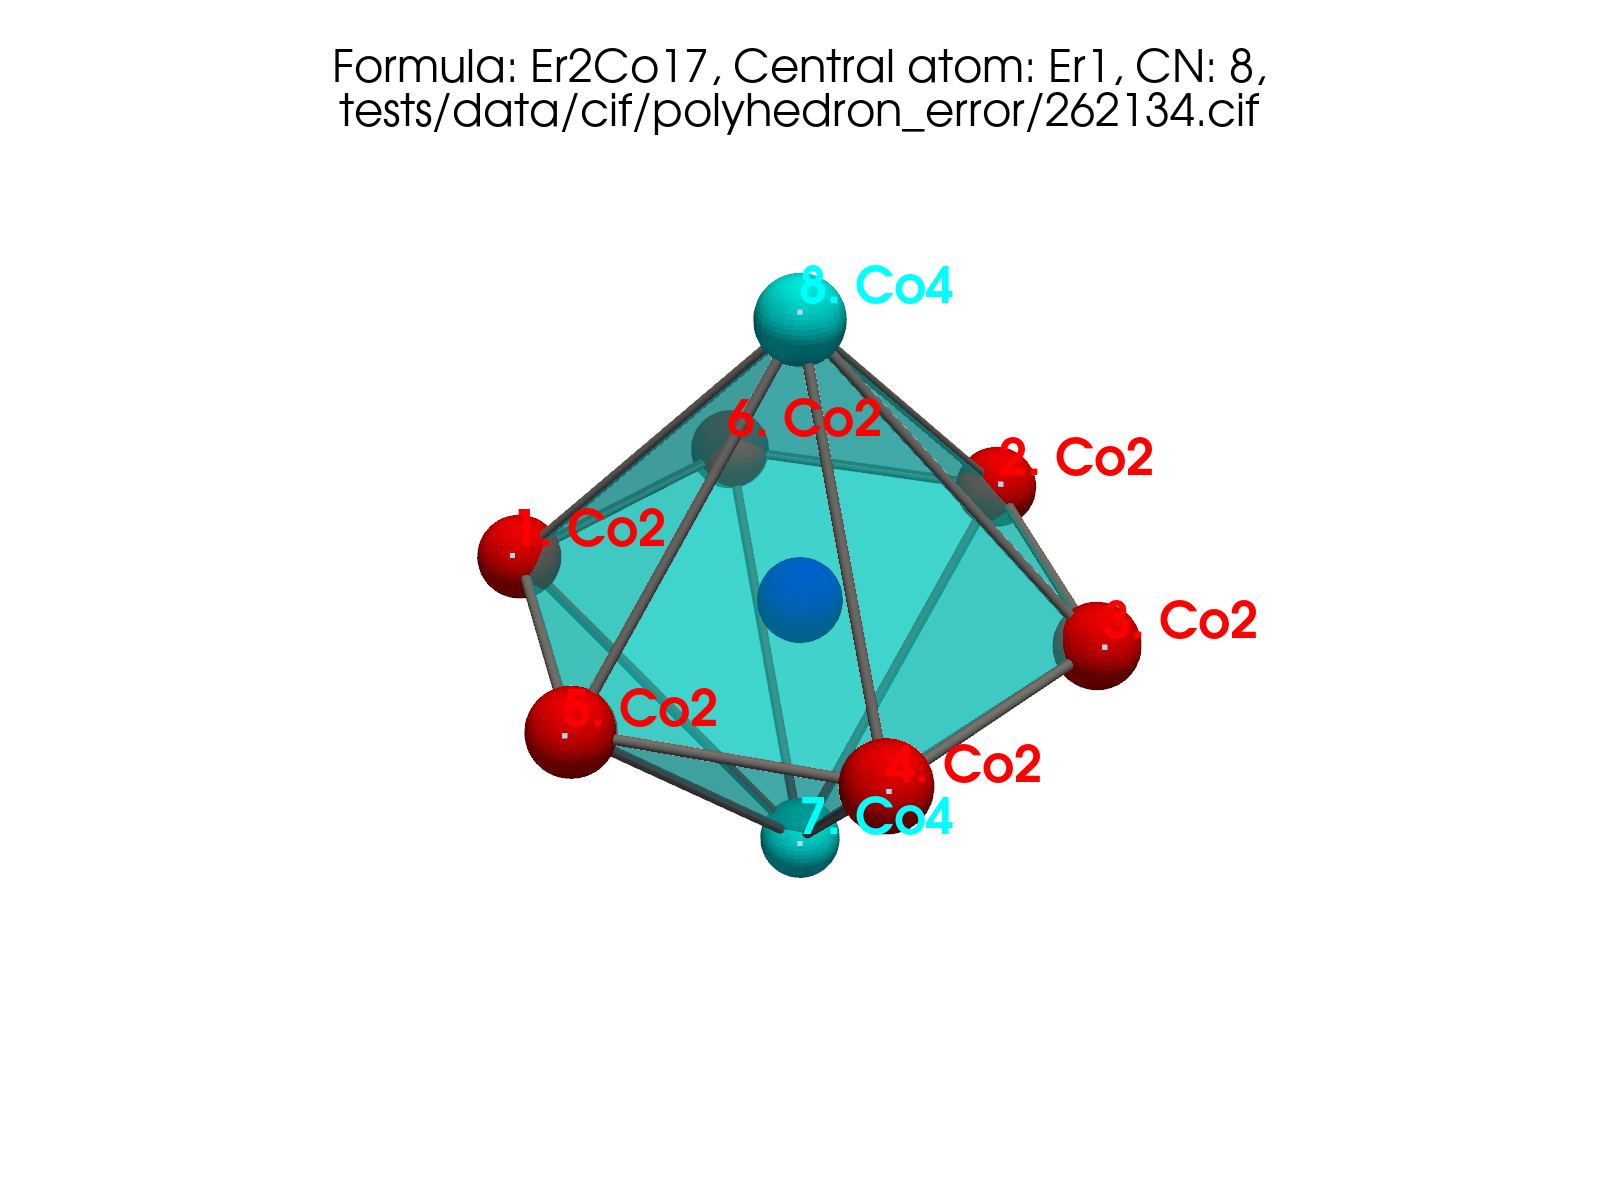 Formula: Er2Co17, Central atom: Er1, CN: 8,
tests/data/cif/polyhedron_error/262134.cif
8. Co4
6. Co2
2. Co2
1. Co2
3. Co2
5. Co2
4. Co2
7. Co4